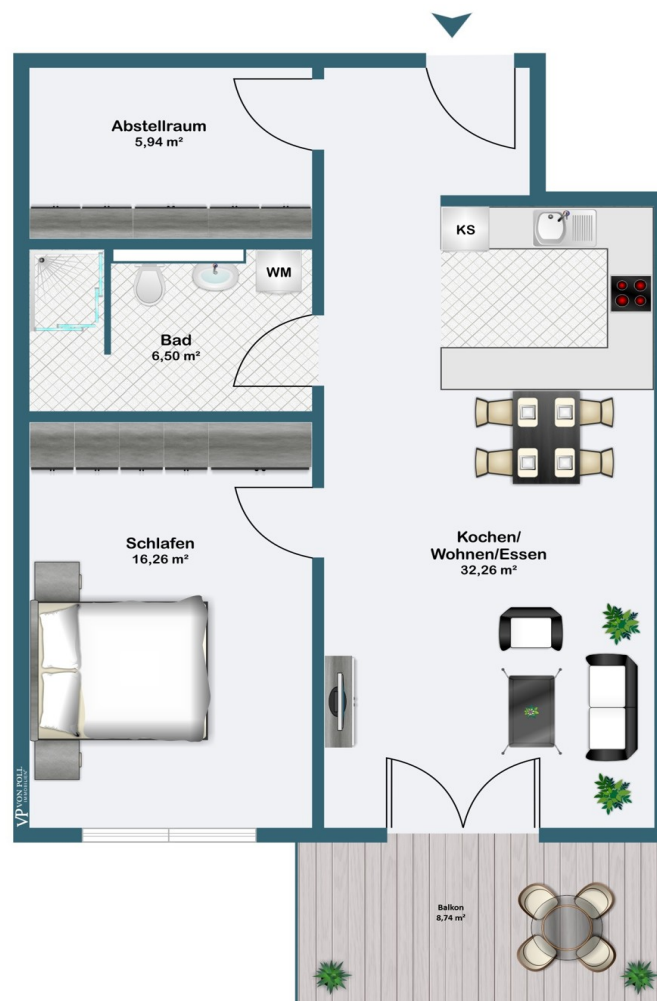 Abstellraum
5,94 m²
KS
WM
Bad
6,50 m²
Schlafen
16,26 m²
Kochen/
Wohnen/Essen
32,26 m²
VP VON POLL
IMMOBILIEN
Balkon
8,74 m²